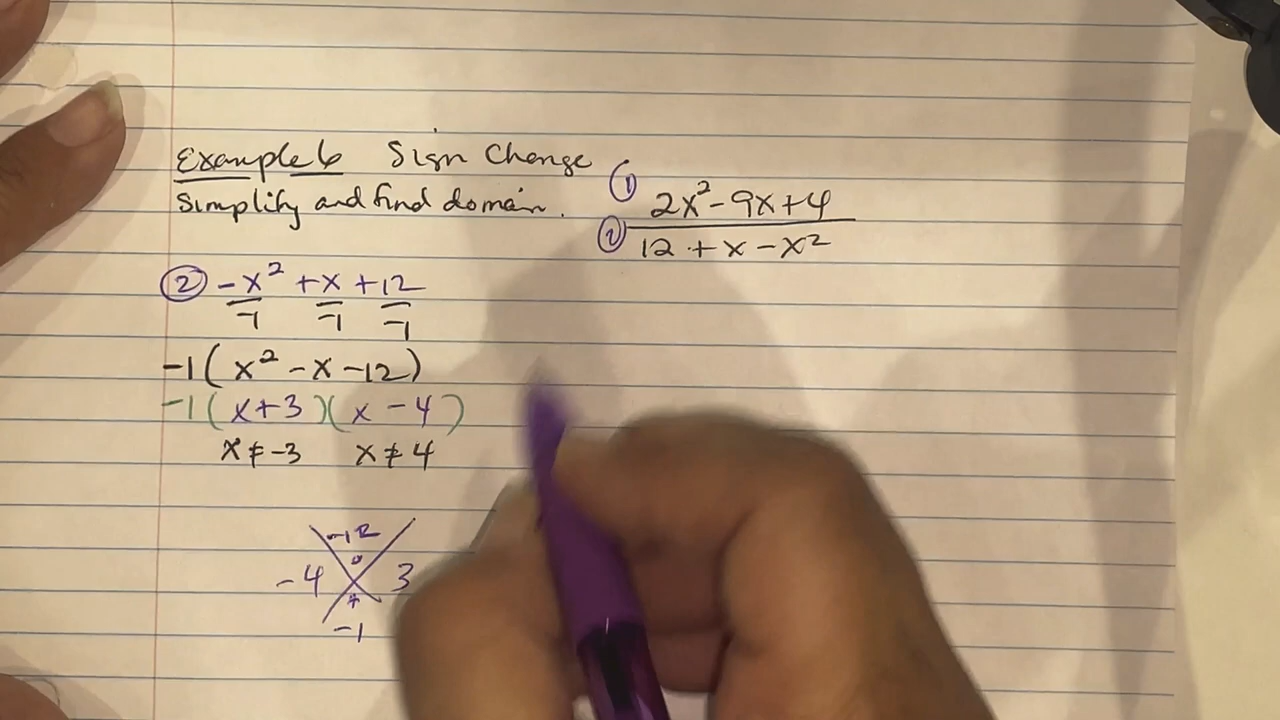 Example 6 Sign Change
Simplify and find domain.
① 2x² - 9x + 4
② 12 + x - x²
② -x² + x + 12
-1 -1 -1
-1( x² - x - 12 )
-1( x + 3 )( x - 4 )
x ≠ -3 x ≠ 4
-12
-4 3
+
-1